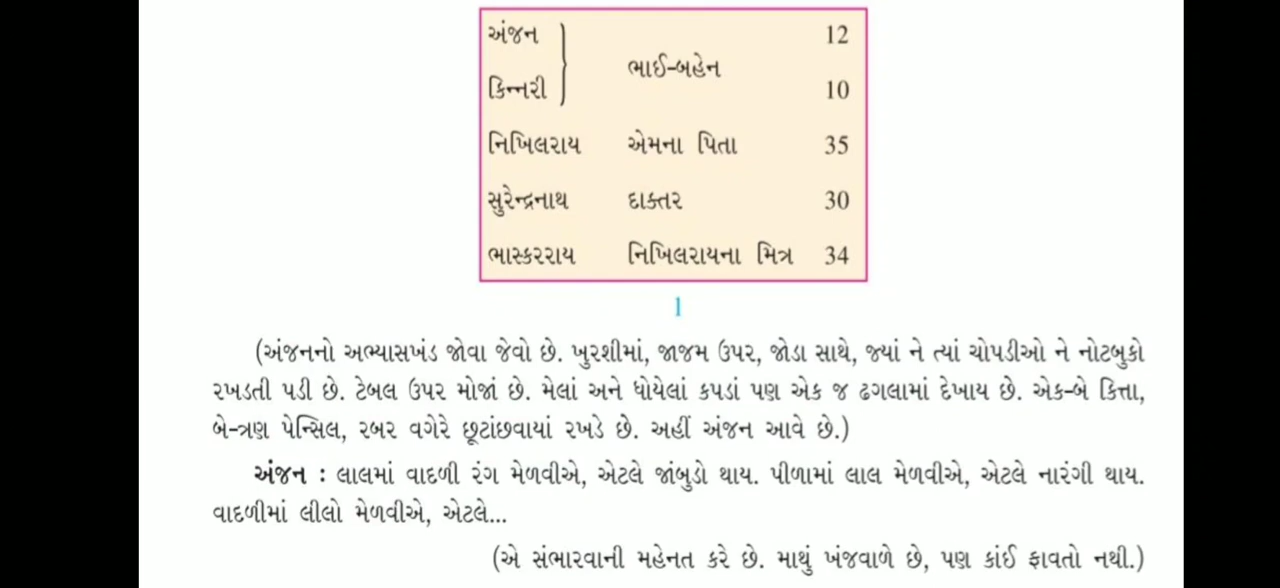 અંજન 12
ભાઈ-બહેન
કિન્નરી 10
નિખિલરાય એમના પિતા 35
સુરેન્દ્રનાથ દાક્તર 30
ભાસ્કરરાય નિખિલરાયના મિત્ર 34
1
(અંજનનો અભ્યાસખંડ જોવા જેવો છે. ખુરશીમાં, જાજમ ઉપર, જોડા સાથે, જ્યાં ને ત્યાં ચોપડીઓ ને નોટબુકો
રખડતી પડી છે. ટેબલ ઉપર મોજાં છે. મેલાં અને ધોયેલાં કપડાં પણ એક જ ઢગલામાં દેખાય છે. એક-બે કિત્તા,
બે-ત્રણ પેન્સિલ, રબર વગેરે છૂટાંછવાયાં રખડે છે. અહીં અંજન આવે છે.)
અંજન : લાલમાં વાદળી રંગ મેળવીએ, એટલે જાંબુડો થાય. પીળામાં લાલ મેળવીએ, એટલે નારંગી થાય.
વાદળીમાં લીલો મેળવીએ, એટલે...
(એ સંભારવાની મહેનત કરે છે. માથું ખંજવાળે છે, પણ કાંઈ ફાવતો નથી.)